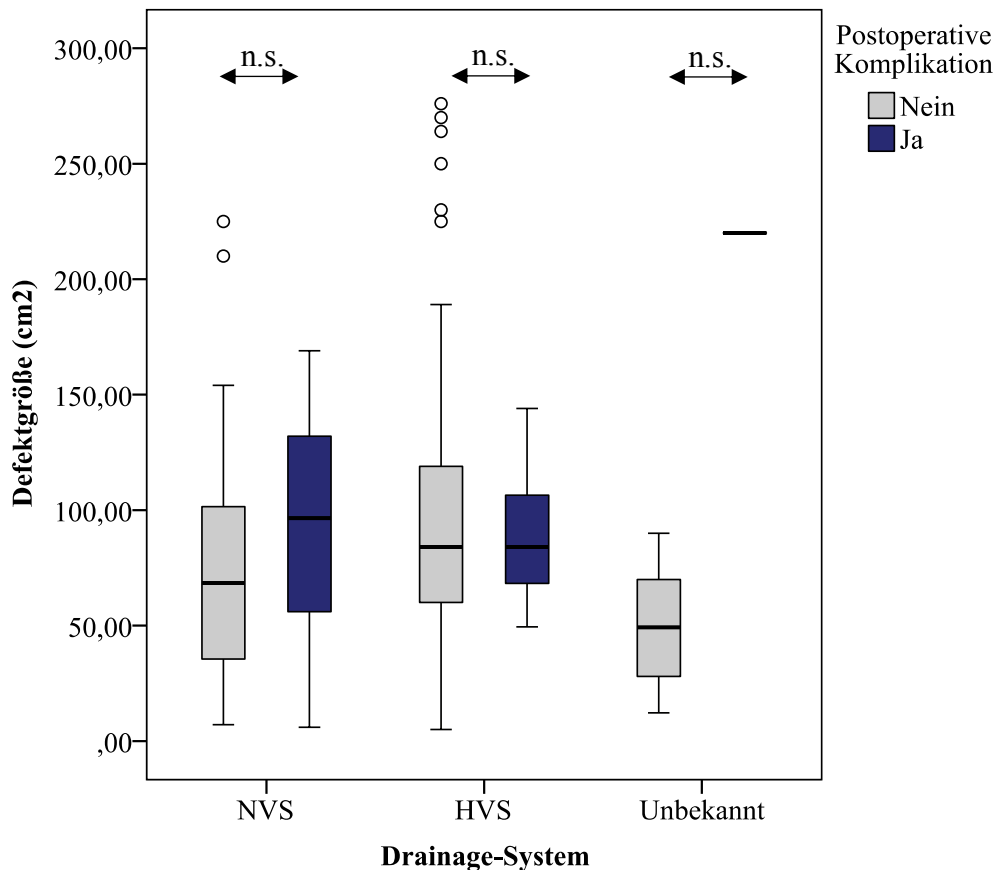 Postoperative
Komplikation
Nein
Ja
n.s.
n.s.
n.s.
300,00
250,00
200,00
150,00
100,00
50,00
,00
Defektgröße (cm2)
NVS
HVS
Unbekannt
Drainage-System